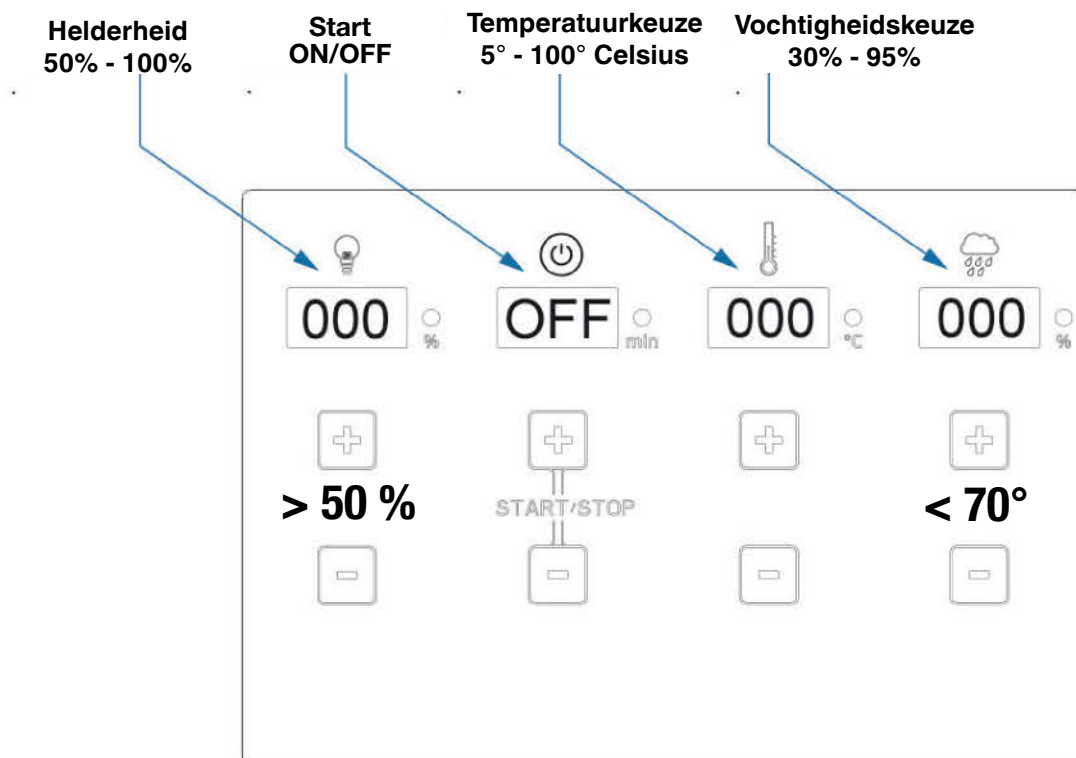 Helderheid
50% - 100%
Start
ON/OFF
Temperatuurkeuze
5° - 100° Celsius
Vochtigheidskeuze
30% - 95%
000 %
OFF min
000 °C
000 %
> 50 %
START/STOP
< 70°